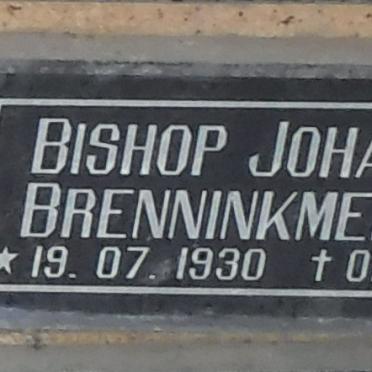 BISHOP JOHA
BRENNINKME
★ 19. 07. 1930 † 0